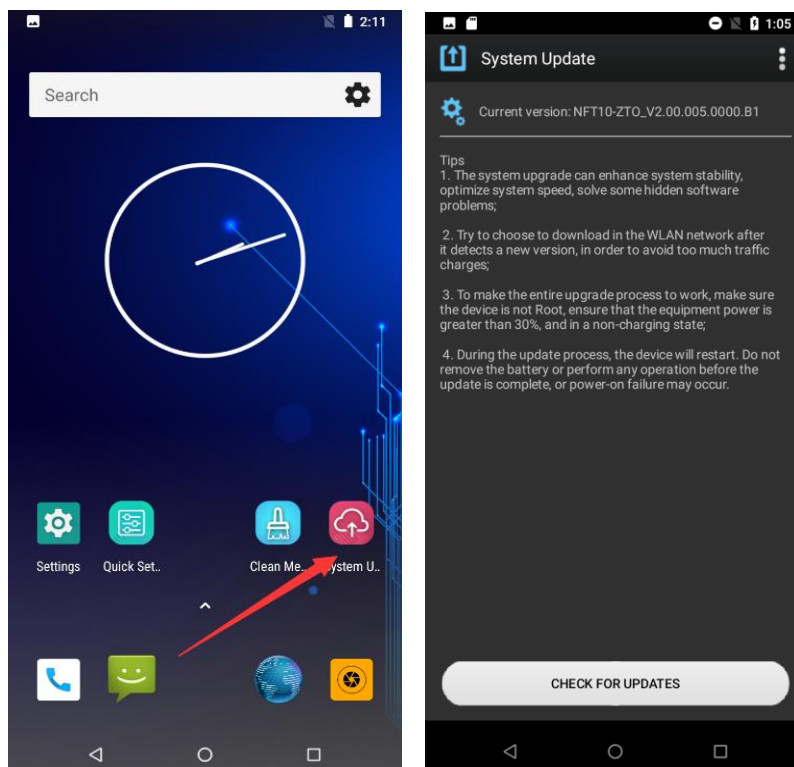 2:11
Search
Settings
Quick Set..
Clean Me..
System U..
1:05
System Update
Current version: NFT10-ZTO_V2.00.005.0000.B1
Tips
1. The system upgrade can enhance system stability,
optimize system speed, solve some hidden software
problems;
2. Try to choose to download in the WLAN network after
it detects a new version, in order to avoid too much traffic
charges;
3. To make the entire upgrade process to work, make sure
the device is not Root, ensure that the equipment power is
greater than 30%, and in a non-charging state;
4. During the update process, the device will restart. Do not
remove the battery or perform any operation before the
update is complete, or power-on failure may occur.
CHECK FOR UPDATES